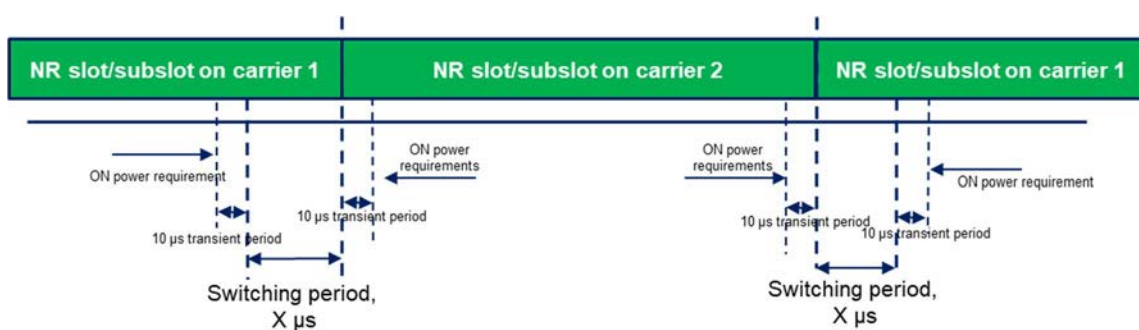 NR slot/subslot on carrier 1
NR slot/subslot on carrier 2
NR slot/subslot on carrier 1
ON power requirement
10 µs transient period
Switching period,
X µs
ON power
requirements
10 µs transient period
ON power
requirements
10 µs transient period
Switching period,
X µs
ON power requirement
10 µs transient period